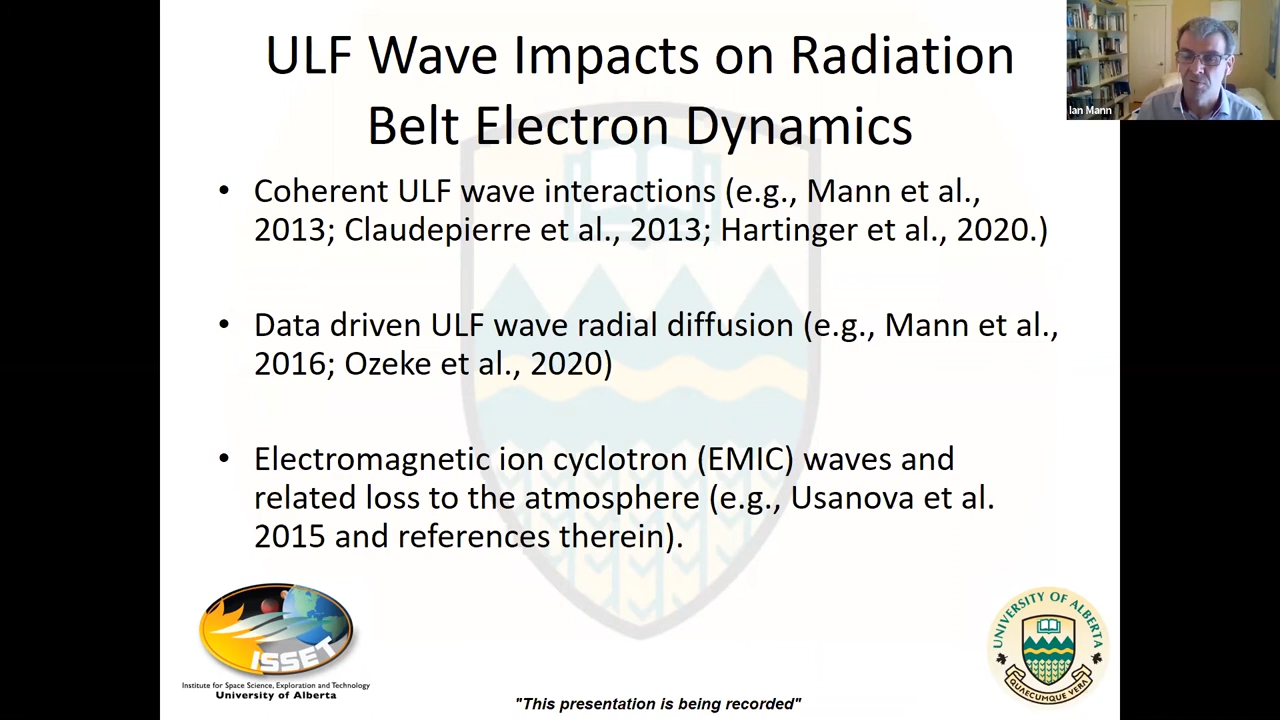 ULF Wave Impacts on Radiation
Belt Electron Dynamics
Ian Mann
• Coherent ULF wave interactions (e.g., Mann et al.,
2013; Claudepierre et al., 2013; Hartinger et al., 2020.)
• Data driven ULF wave radial diffusion (e.g., Mann et al.,
2016; Ozeke et al., 2020)
• Electromagnetic ion cyclotron (EMIC) waves and
related loss to the atmosphere (e.g., Usanova et al.
2015 and references therein).
ISSET
Institute for Space Science, Exploration and Technology
University of Alberta
UNIVERSITY OF ALBERTA
QUAECUMQUE VERA
"This presentation is being recorded"